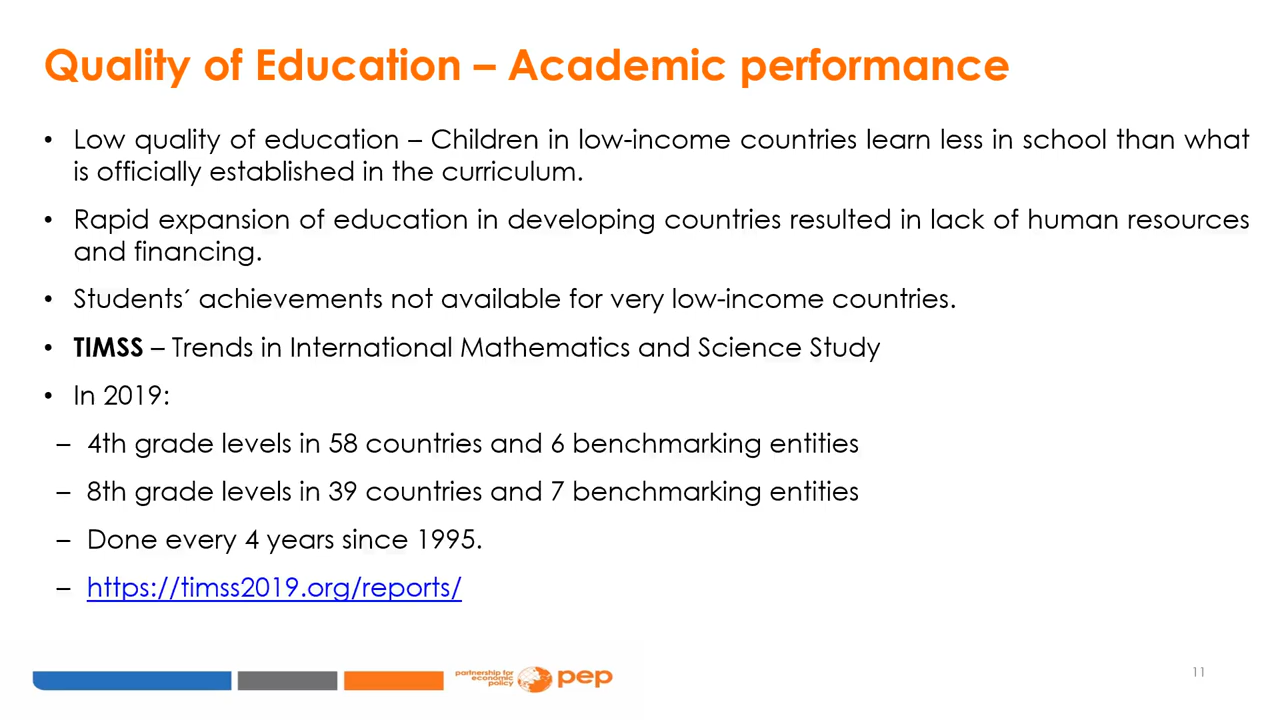 Quality of Education – Academic performance
• Low quality of education – Children in low-income countries learn less in school than what
is officially established in the curriculum.
• Rapid expansion of education in developing countries resulted in lack of human resources
and financing.
• Students´ achievements not available for very low-income countries.
• TIMSS – Trends in International Mathematics and Science Study
• In 2019:
– 4th grade levels in 58 countries and 6 benchmarking entities
– 8th grade levels in 39 countries and 7 benchmarking entities
– Done every 4 years since 1995.
– https://timss2019.org/reports/
partnership for
economic
policy
pep
11